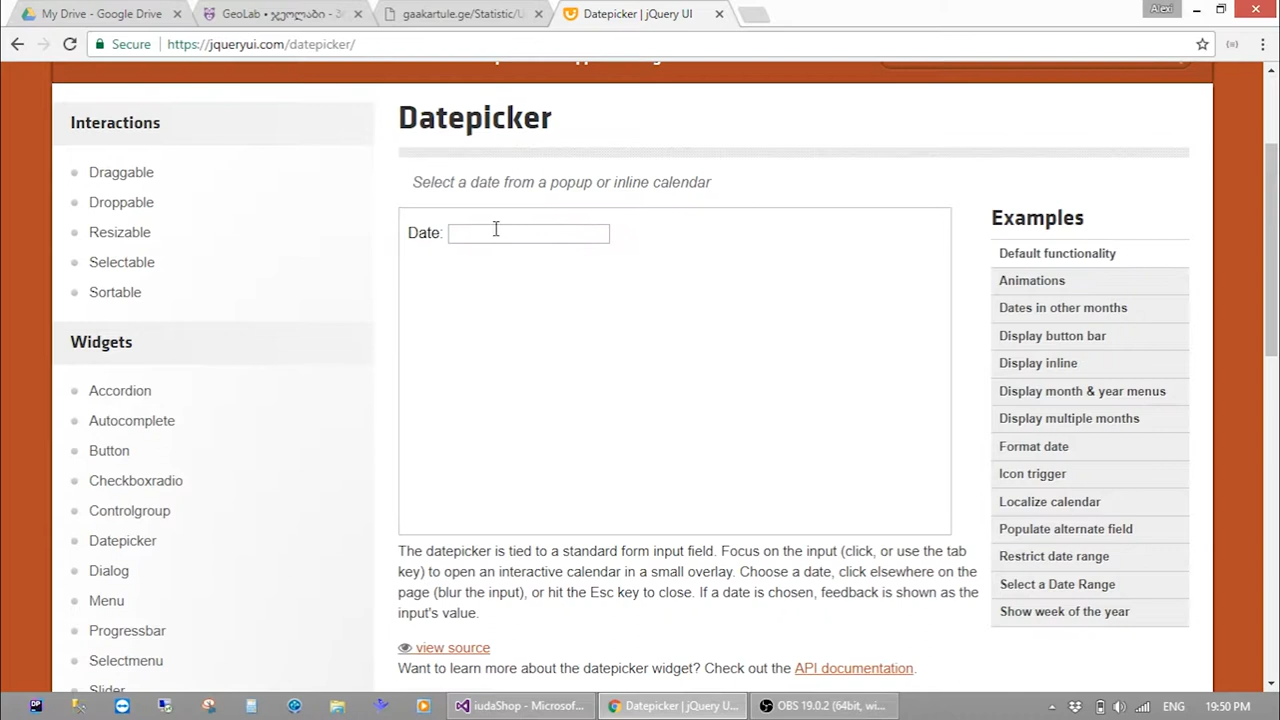 My Drive - Google Drive
GeoLab • ჯეოლაბი - პ
gaakartule.ge/Statistic/U
Datepicker | jQuery UI
Alexi
Secure
https://jqueryui.com/datepicker/
Interactions
Draggable
Droppable
Resizable
Selectable
Sortable
Widgets
Accordion
Autocomplete
Button
Checkboxradio
Controlgroup
Datepicker
Dialog
Menu
Progressbar
Selectmenu
Slider
Datepicker
Select a date from a popup or inline calendar
Date:
The datepicker is tied to a standard form input field. Focus on the input (click, or use the tab
key) to open an interactive calendar in a small overlay. Choose a date, click elsewhere on the
page (blur the input), or hit the Esc key to close. If a date is chosen, feedback is shown as the
input's value.
view source
Want to learn more about the datepicker widget? Check out the API documentation.
Examples
Default functionality
Animations
Dates in other months
Display button bar
Display inline
Display month & year menus
Display multiple months
Format date
Icon trigger
Localize calendar
Populate alternate field
Restrict date range
Select a Date Range
Show week of the year
iudaShop - Microsof...
Datepicker | jQuery U...
OBS 19.0.2 (64bit, wi...
ENG
19:50 PM